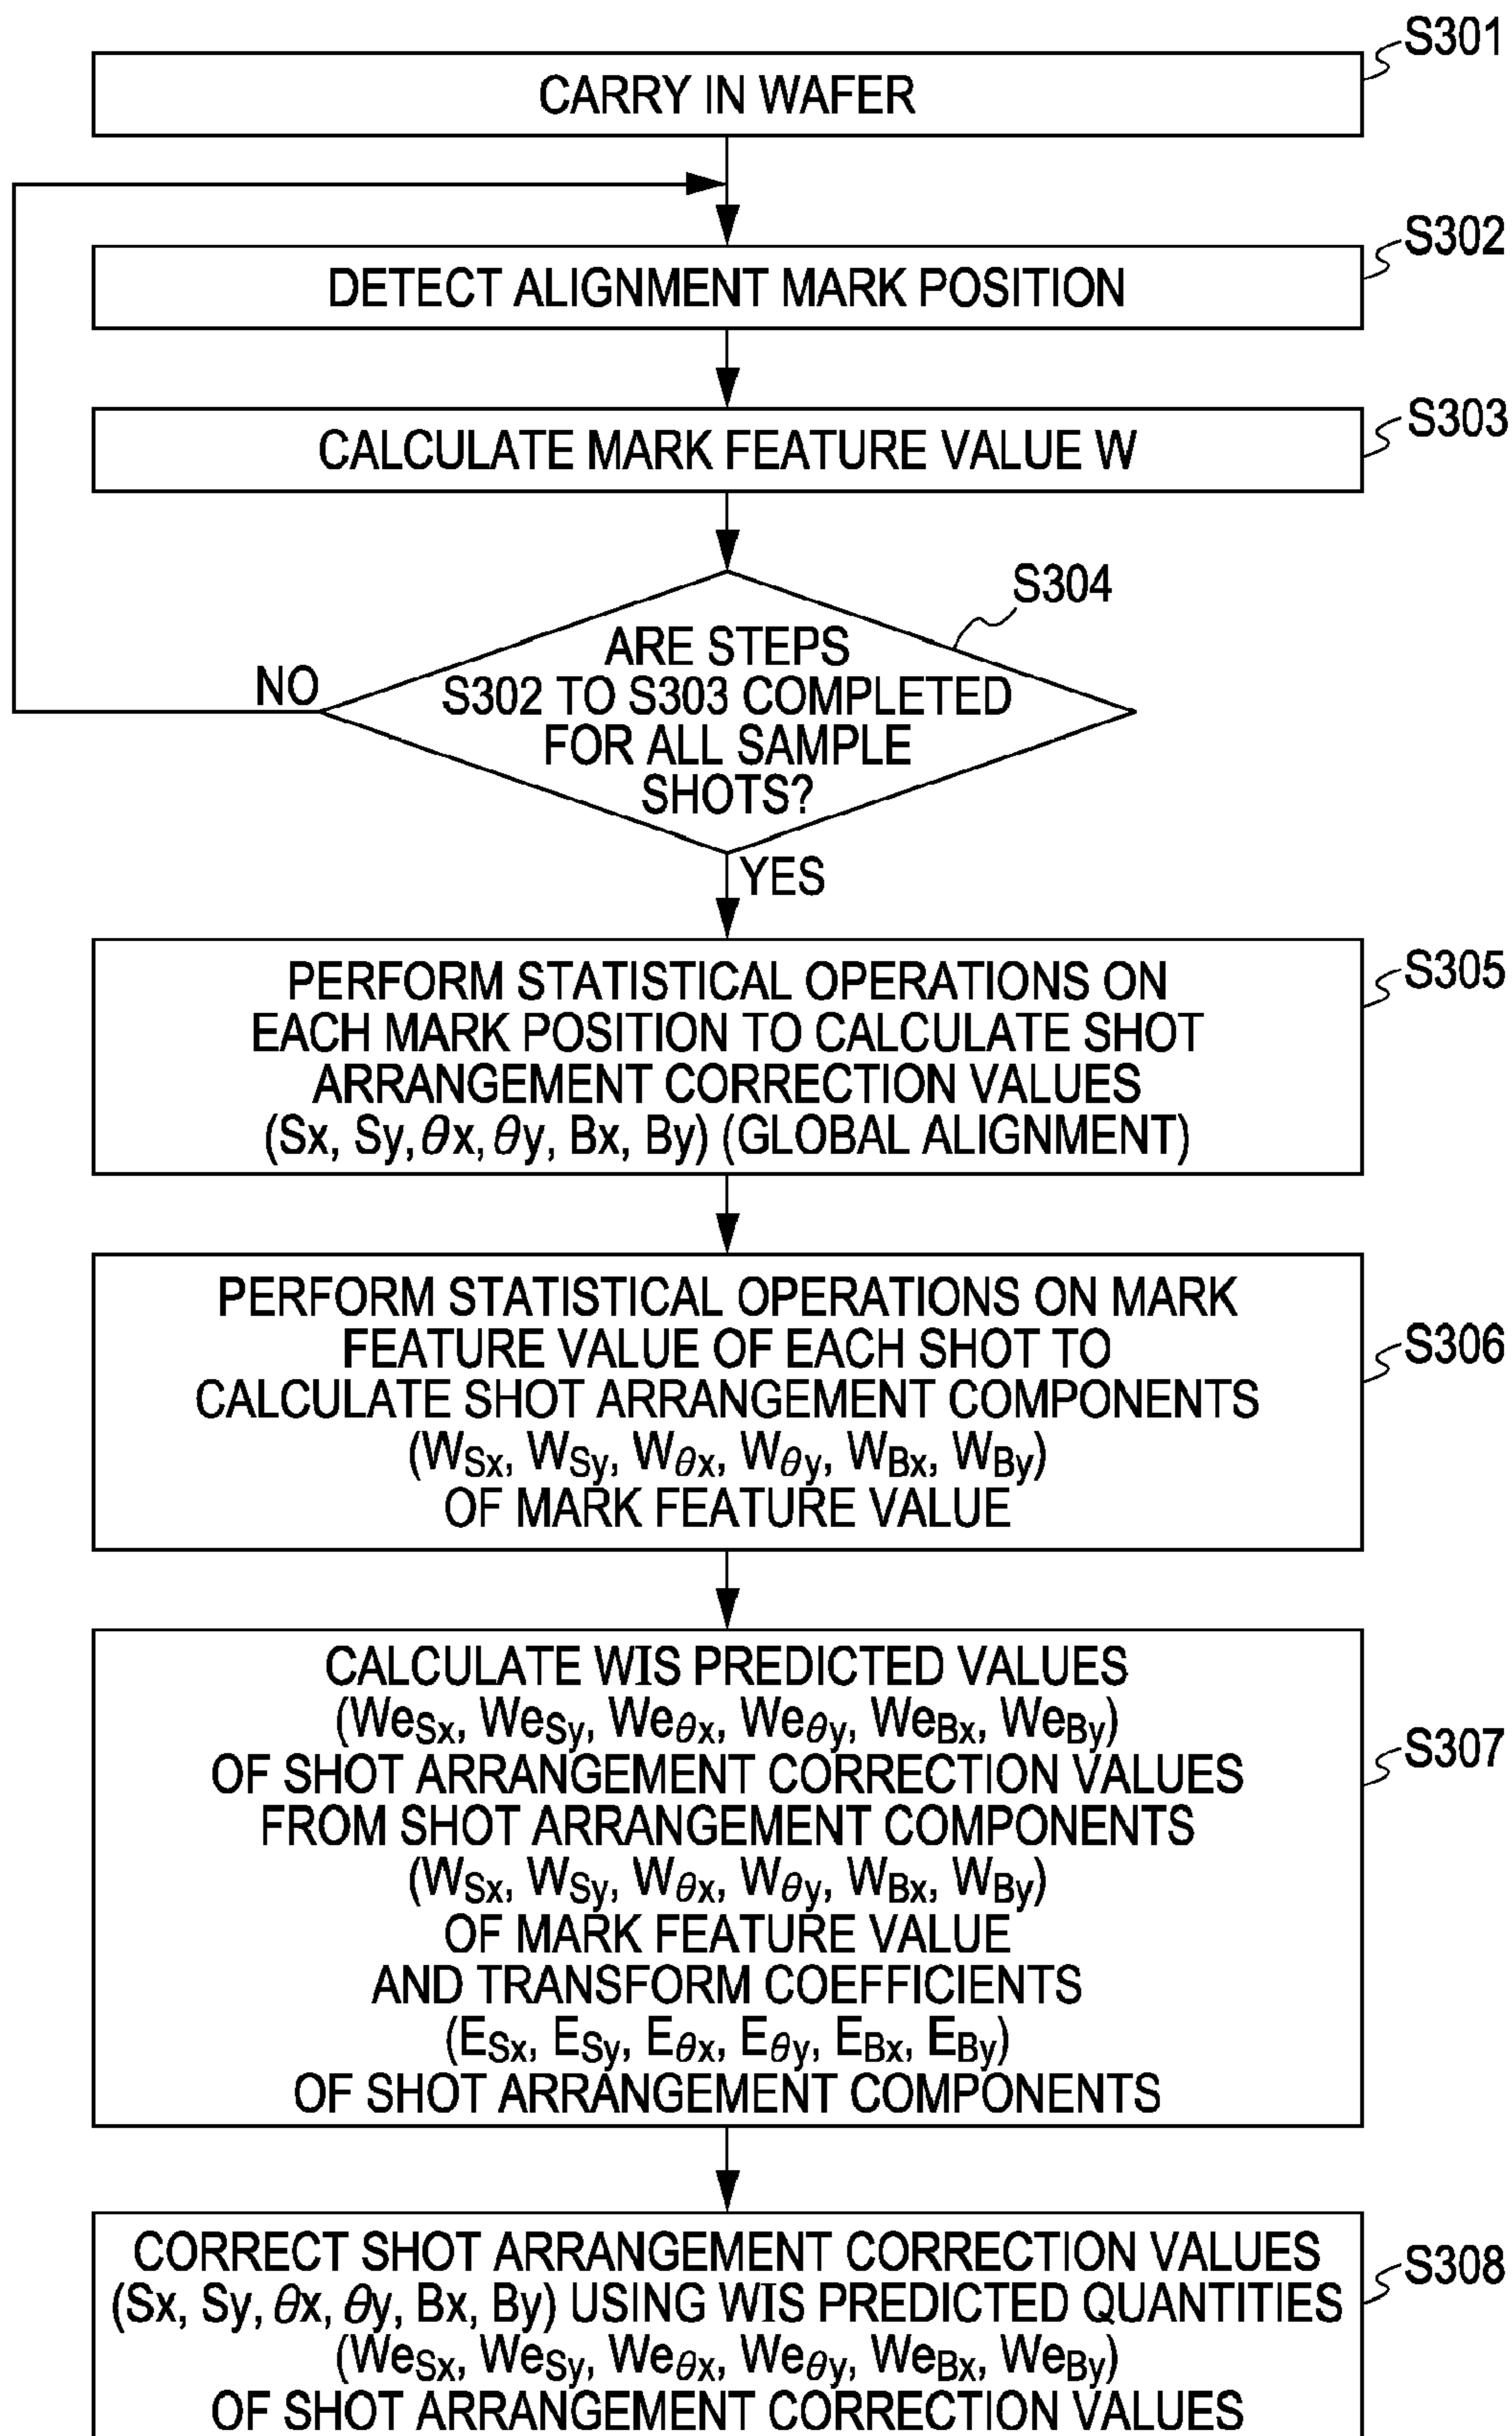 S301
CARRY IN WAFER
S302
DETECT ALIGNMENT MARK POSITION
S303
CALCULATE MARK FEATURE VALUE W
S304
ARE STEPS
S302 TO S303 COMPLETED
FOR ALL SAMPLE
SHOTS?
NO
YES
S305
PERFORM STATISTICAL OPERATIONS ON
EACH MARK POSITION TO CALCULATE SHOT
ARRANGEMENT CORRECTION VALUES
(Sx, Sy, θx, θy, Bx, By) (GLOBAL ALIGNMENT)
S306
PERFORM STATISTICAL OPERATIONS ON MARK
FEATURE VALUE OF EACH SHOT TO
CALCULATE SHOT ARRANGEMENT COMPONENTS
(WSx, WSy, Wθx, Wθy, WBx, WBy)
OF MARK FEATURE VALUE
S307
CALCULATE WIS PREDICTED VALUES
(WeSx, WeSy, Weθx, Weθy, WeBx, WeBy)
OF SHOT ARRANGEMENT CORRECTION VALUES
FROM SHOT ARRANGEMENT COMPONENTS
(WSx, WSy, Wθx, Wθy, WBx, WBy)
OF MARK FEATURE VALUE
AND TRANSFORM COEFFICIENTS
(ESx, ESy, Eθx, Eθy, EBx, EBy)
OF SHOT ARRANGEMENT COMPONENTS
S308
CORRECT SHOT ARRANGEMENT CORRECTION VALUES
(Sx, Sy, θx, θy, Bx, By) USING WIS PREDICTED QUANTITIES
(WeSx, WeSy, Weθx, Weθy, WeBx, WeBy)
OF SHOT ARRANGEMENT CORRECTION VALUES